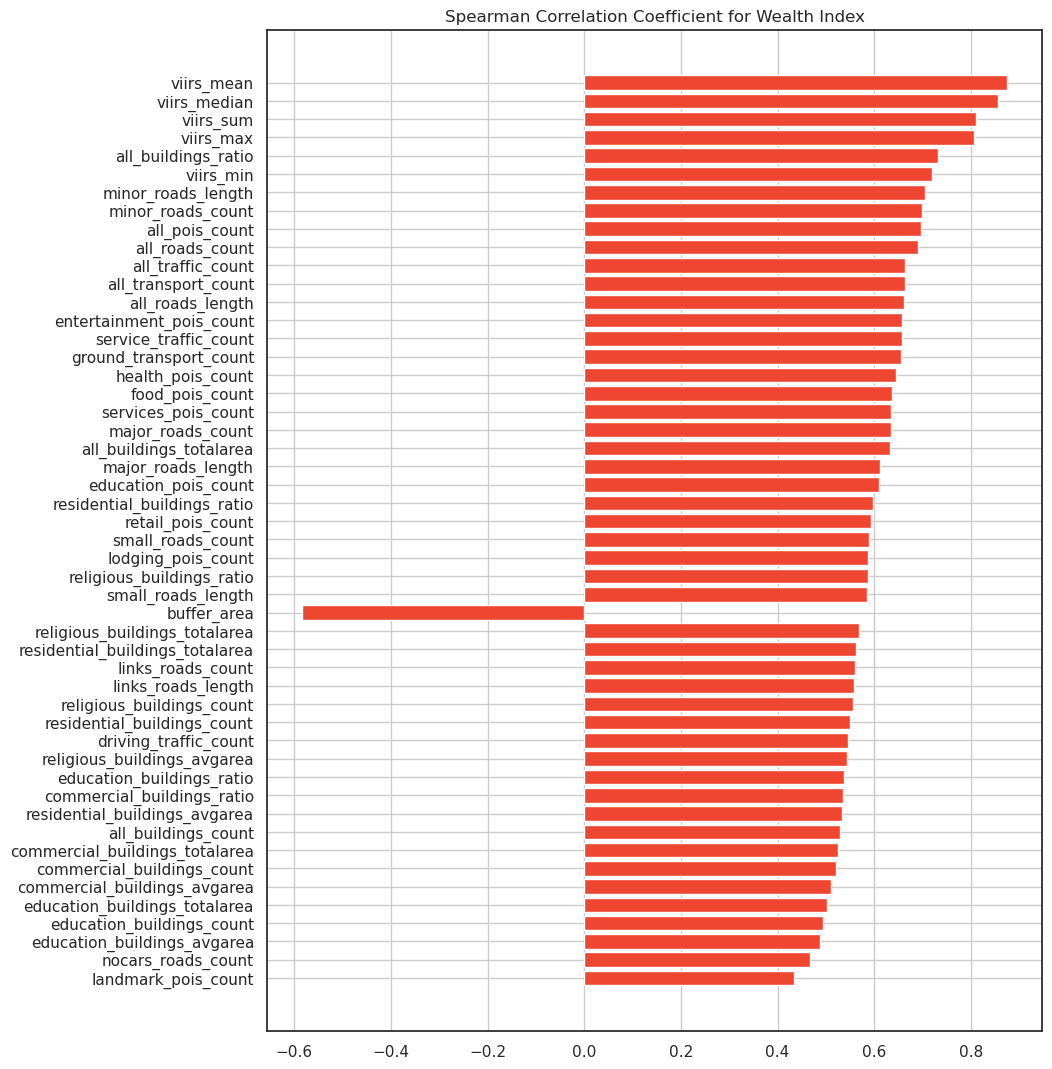 Spearman Correlation Coefficient for Wealth Index
viirs_mean
viirs_median
viirs_sum
viirs_max
all_buildings_ratio
viirs_min
minor_roads_length
minor_roads_count
all_pois_count
all_roads_count
all_traffic_count
all_transport_count
all_roads_length
entertainment_pois_count
service_traffic_count
ground_transport_count
health_pois_count
food_pois_count
services_pois_count
major_roads_count
all_buildings_totalarea
major_roads_length
education_pois_count
residential_buildings_ratio
retail_pois_count
small_roads_count
lodging_pois_count
religious_buildings_ratio
small_roads_length
buffer_area
religious_buildings_totalarea
residential_buildings_totalarea
links_roads_count
links_roads_length
religious_buildings_count
residential_buildings_count
driving_traffic_count
religious_buildings_avgarea
education_buildings_ratio
commercial_buildings_ratio
residential_buildings_avgarea
all_buildings_count
commercial_buildings_totalarea
commercial_buildings_count
commercial_buildings_avgarea
education_buildings_totalarea
education_buildings_count
education_buildings_avgarea
nocars_roads_count
landmark_pois_count
−0.6 −0.4 −0.2 0.0 0.2 0.4 0.6 0.8